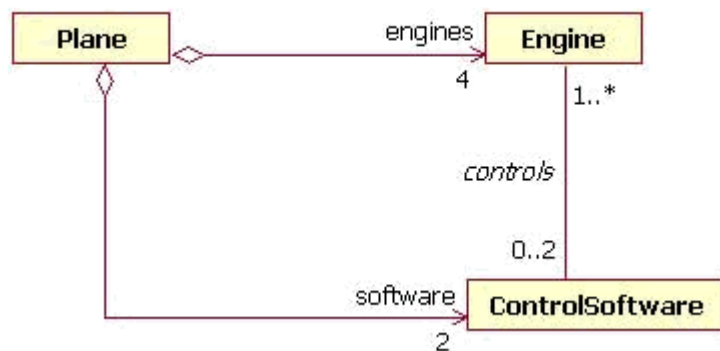 Plane
engines
Engine
4
1..*
controls
0..2
software
ControlSoftware
2